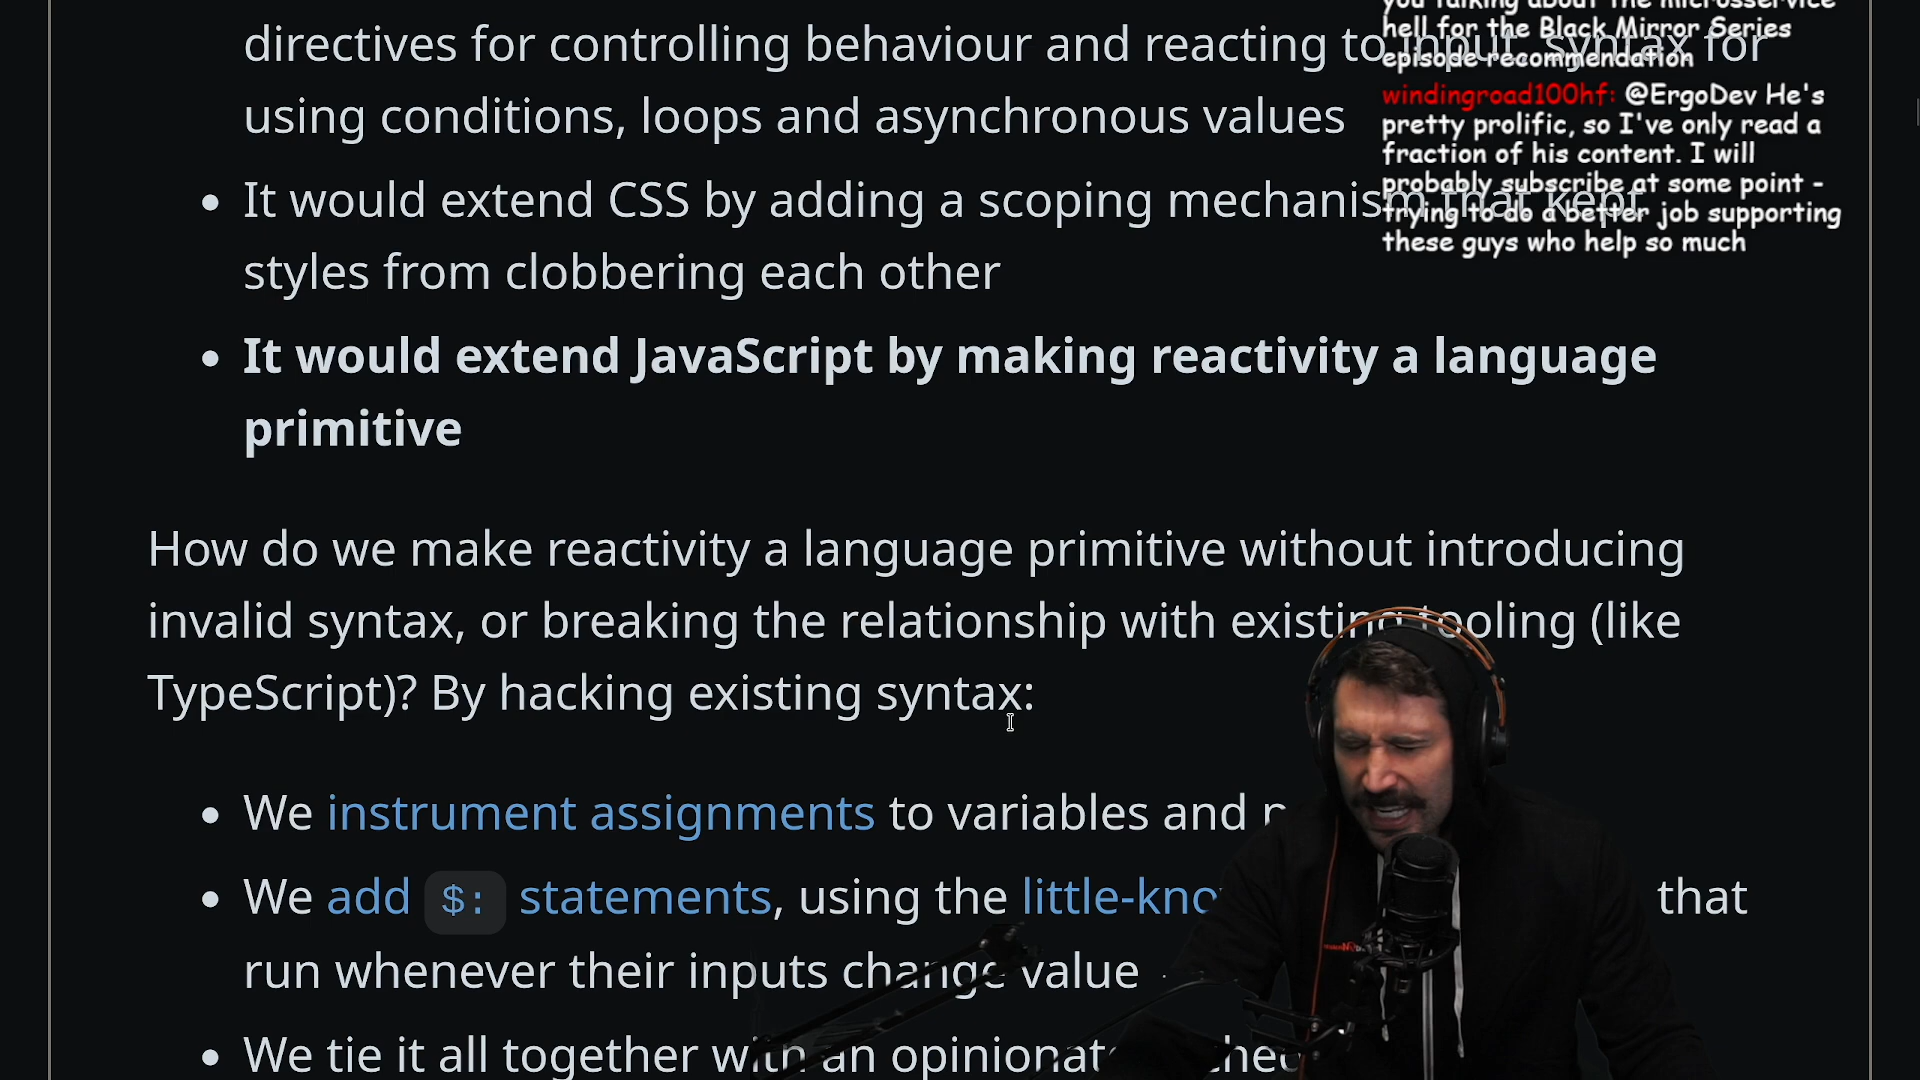 directives for controlling behaviour and reacting to input, syntax for
using conditions, loops and asynchronous values
It would extend CSS by adding a scoping mechanism that kept
styles from clobbering each other
It would extend JavaScript by making reactivity a language
primitive
How do we make reactivity a language primitive without introducing
invalid syntax, or breaking the relationship with existing tooling (like
TypeScript)? By hacking existing syntax:
We instrument assignments to variables and
We add $: statements, using the that
run whenever their inputs change value
We tie it all together with an
you talking about the microsservice
hell for the Black Mirror Series
episode recommendation
windingroad100hf: @ErgoDev He's
pretty prolific, so I've only read a
fraction of his content. I will
probably subscribe at some point -
trying to do a better job supporting
these guys who help so much